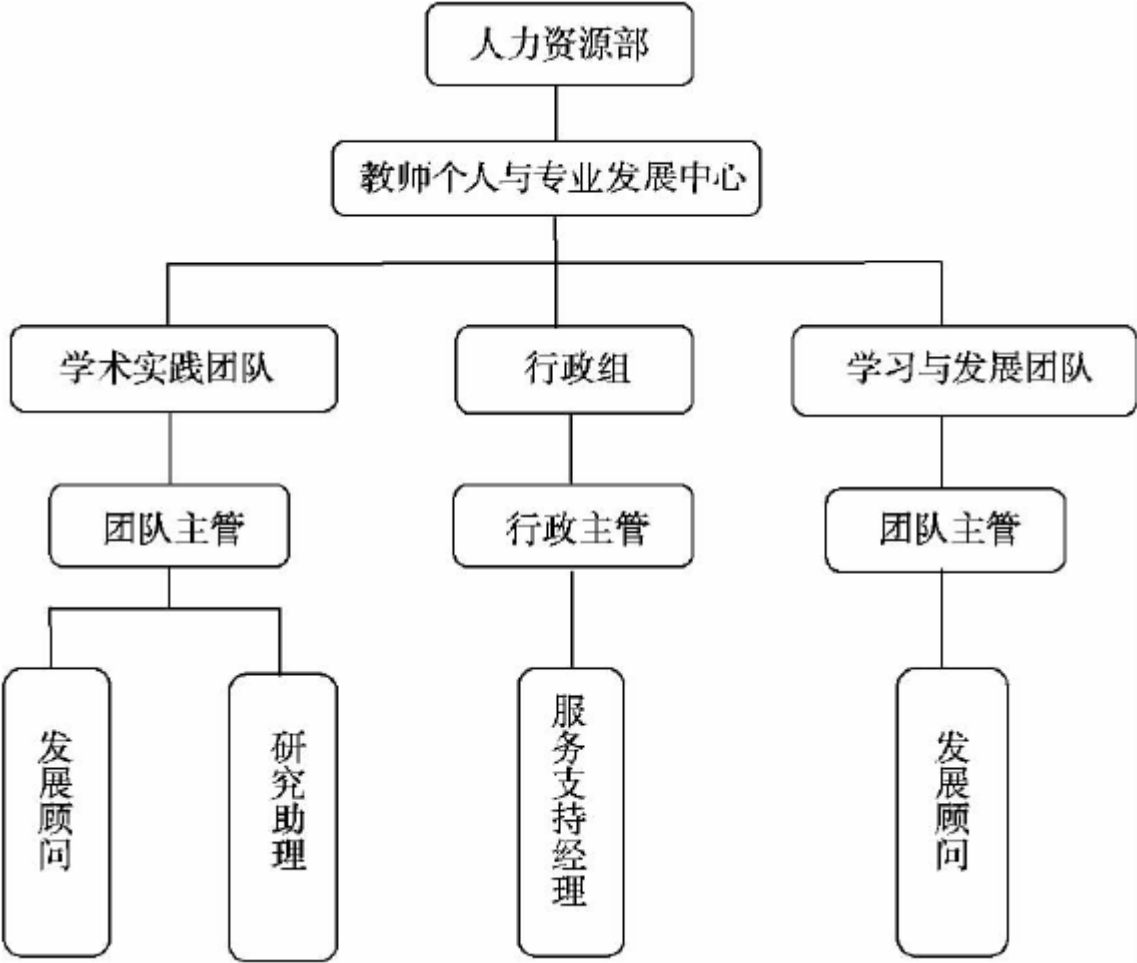 人力资源部
教师个人与专业发展中心
学术实践团队
行政组
学习与发展团队
团队主管
行政主管
团队主管
发展顾问
研究助理
服务支持经理
发展顾问